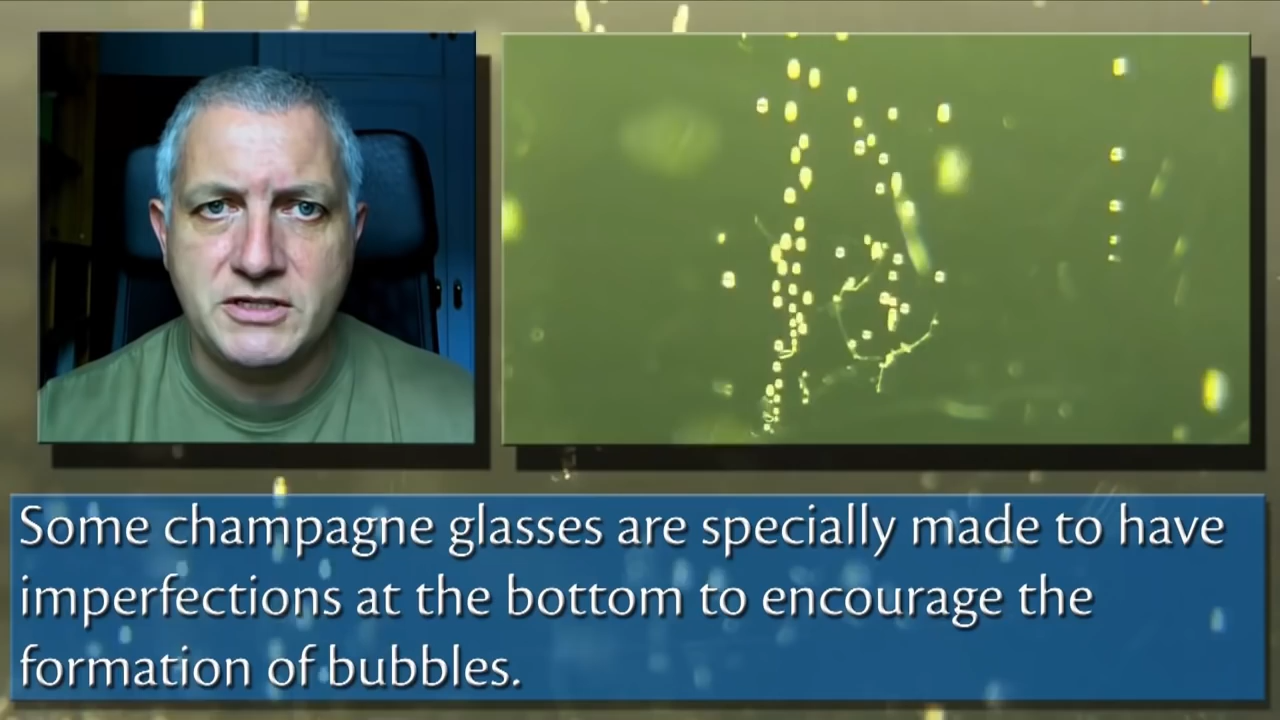 Some champagne glasses are specially made to have
imperfections at the bottom to encourage the
formation of bubbles.